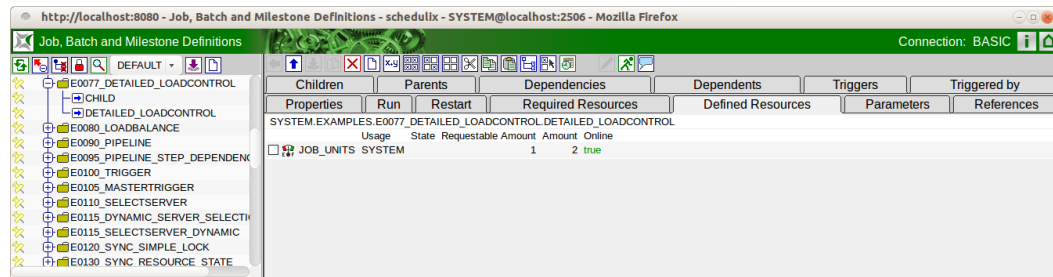 http://localhost:8080 - Job, Batch and Milestone Definitions - schedulix - SYSTEM@localhost:2506 - Mozilla Firefox
Job, Batch and Milestone Definitions
Connection: BASIC
DEFAULT
E0077_DETAILED_LOADCONTROL
CHILD
DETAILED_LOADCONTROL
E0080_LOADBALANCE
E0090_PIPELINE
E0095_PIPELINE_STEP_DEPENDEN
E0100_TRIGGER
E0105_MASTERTRIGGER
E0110_SELECTSERVER
E0115_DYNAMIC_SERVER_SELECTI
E0115_SELECTSERVER_DYNAMIC
E0120_SYNC_SIMPLE_LOCK
E0130_SYNC_RESOURCE_STATE
x.y
Children Parents Dependencies Dependents Triggers Triggered by
Properties Run Restart Required Resources Defined Resources Parameters References
SYSTEM.EXAMPLES.E0077_DETAILED_LOADCONTROL.DETAILED_LOADCONTROL
Usage State Requestable Amount Amount Online
JOB_UNITS SYSTEM 1 2 true